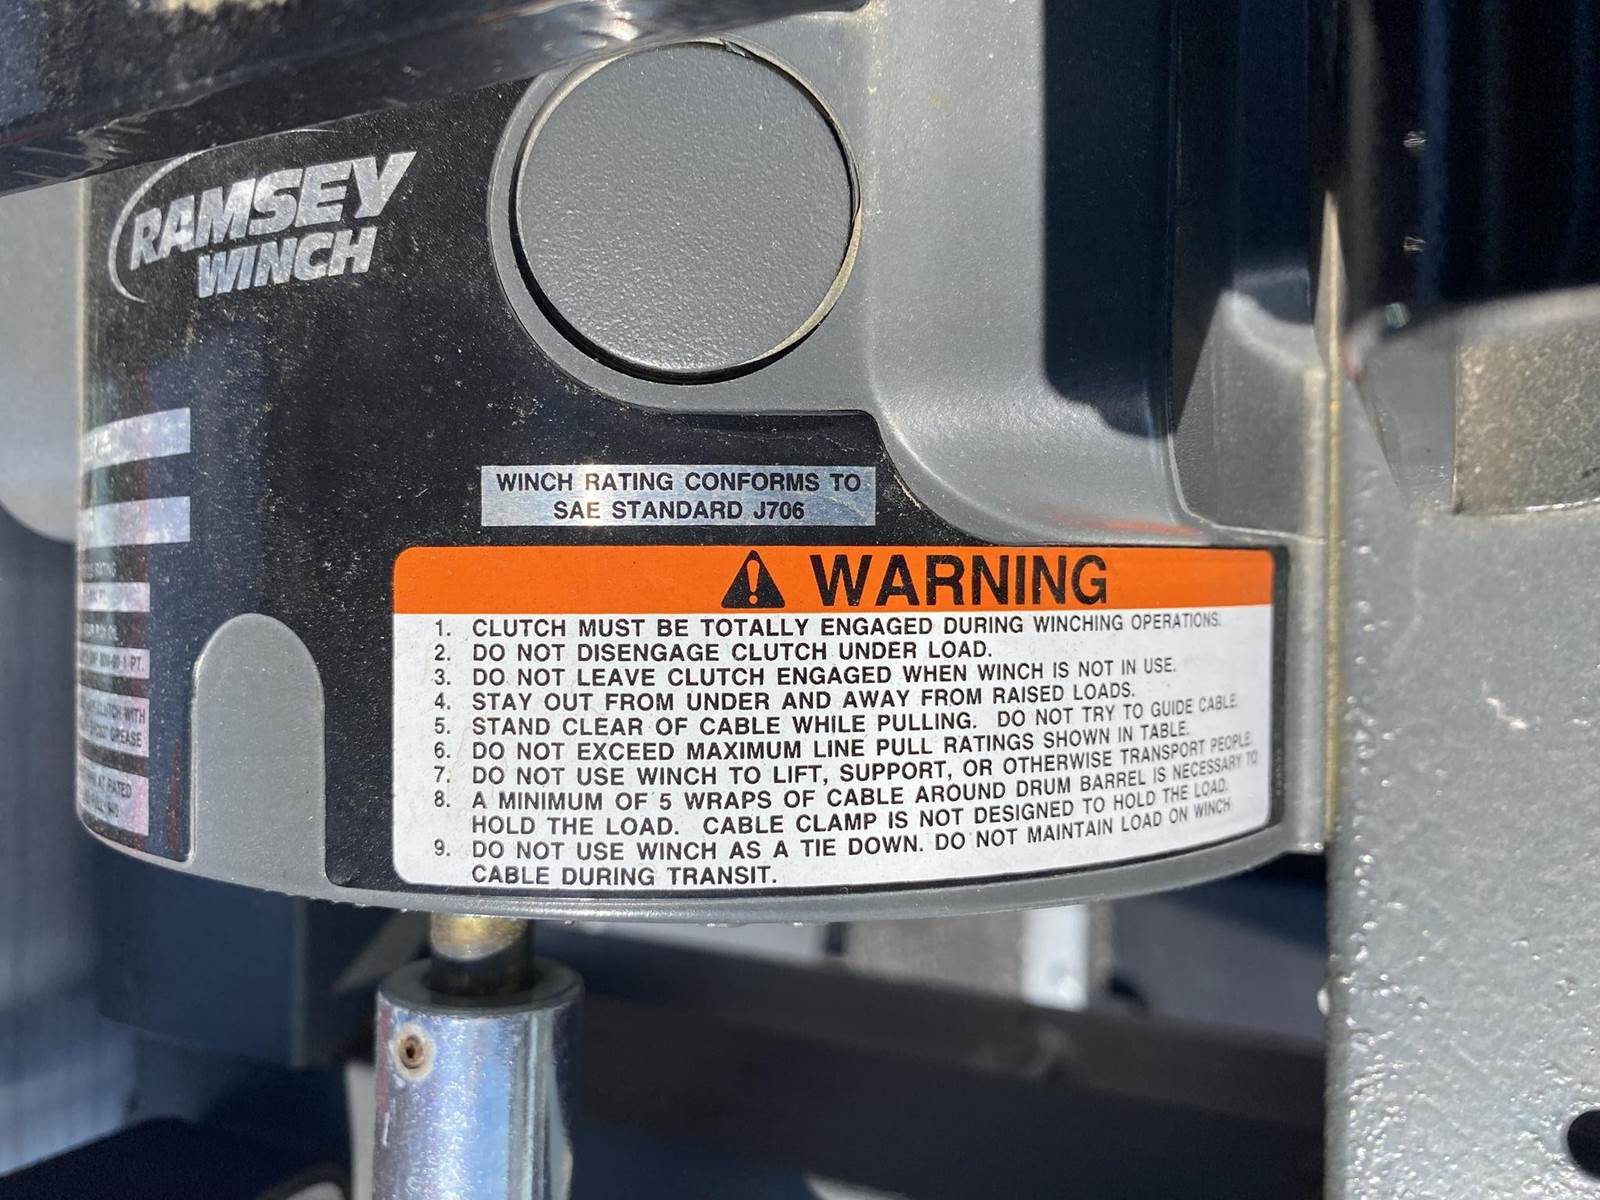 RAMSEY
WINCH
WINCH RATING CONFORMS TO
SAE STANDARD J706
WARNING
1. CLUTCH MUST BE TOTALLY ENGAGED DURING WINCHING OPERATIONS.
2. DO NOT DISENGAGE CLUTCH UNDER LOAD.
3. DO NOT LEAVE CLUTCH ENGAGED WHEN WINCH IS NOT IN USE.
4. STAY OUT FROM UNDER AND AWAY FROM RAISED LOADS.
5. STAND CLEAR OF CABLE WHILE PULLING. DO NOT TRY TO GUIDE CABLE.
6. DO NOT EXCEED MAXIMUM LINE PULL RATINGS SHOWN IN TABLE.
7. DO NOT USE WINCH TO LIFT, SUPPORT, OR OTHERWISE TRANSPORT PEOPLE.
8. A MINIMUM OF 5 WRAPS OF CABLE AROUND DRUM BARREL IS NECESSARY TO
HOLD THE LOAD. CABLE CLAMP IS NOT DESIGNED TO HOLD THE LOAD.
9. DO NOT USE WINCH AS A TIE DOWN. DO NOT MAINTAIN LOAD ON WINCH
CABLE DURING TRANSIT.
PT.
CLUTCH WITH
GREASE
AT RATED